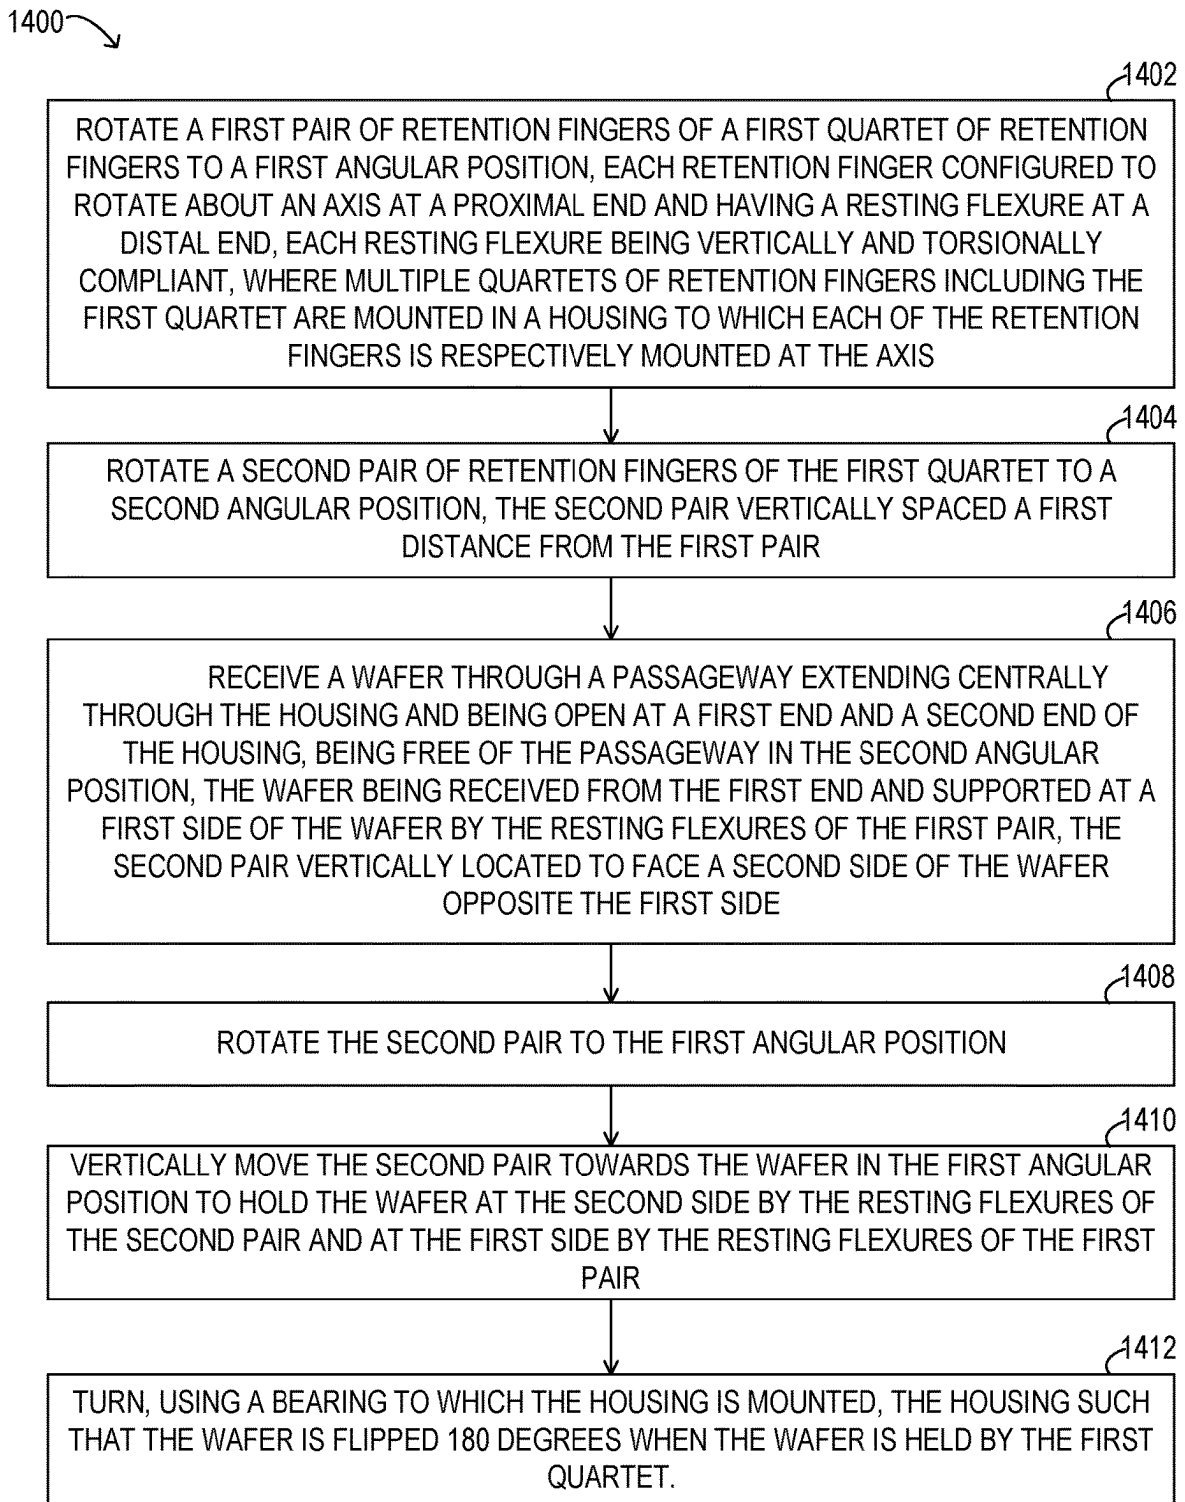 1400
1402
ROTATE A FIRST PAIR OF RETENTION FINGERS OF A FIRST QUARTET OF RETENTION
FINGERS TO A FIRST ANGULAR POSITION, EACH RETENTION FINGER CONFIGURED TO
ROTATE ABOUT AN AXIS AT A PROXIMAL END AND HAVING A RESTING FLEXURE AT A
DISTAL END, EACH RESTING FLEXURE BEING VERTICALLY AND TORSIONALLY
COMPLIANT, WHERE MULTIPLE QUARTETS OF RETENTION FINGERS INCLUDING THE
FIRST QUARTET ARE MOUNTED IN A HOUSING TO WHICH EACH OF THE RETENTION
FINGERS IS RESPECTIVELY MOUNTED AT THE AXIS
1404
ROTATE A SECOND PAIR OF RETENTION FINGERS OF THE FIRST QUARTET TO A
SECOND ANGULAR POSITION, THE SECOND PAIR VERTICALLY SPACED A FIRST
DISTANCE FROM THE FIRST PAIR
1406
RECEIVE A WAFER THROUGH A PASSAGEWAY EXTENDING CENTRALLY
THROUGH THE HOUSING AND BEING OPEN AT A FIRST END AND A SECOND END OF
THE HOUSING, BEING FREE OF THE PASSAGEWAY IN THE SECOND ANGULAR
POSITION, THE WAFER BEING RECEIVED FROM THE FIRST END AND SUPPORTED AT A
FIRST SIDE OF THE WAFER BY THE RESTING FLEXURES OF THE FIRST PAIR, THE
SECOND PAIR VERTICALLY LOCATED TO FACE A SECOND SIDE OF THE WAFER
OPPOSITE THE FIRST SIDE
1408
ROTATE THE SECOND PAIR TO THE FIRST ANGULAR POSITION
1410
VERTICALLY MOVE THE SECOND PAIR TOWARDS THE WAFER IN THE FIRST ANGULAR
POSITION TO HOLD THE WAFER AT THE SECOND SIDE BY THE RESTING FLEXURES OF
THE SECOND PAIR AND AT THE FIRST SIDE BY THE RESTING FLEXURES OF THE FIRST
PAIR
1412
TURN, USING A BEARING TO WHICH THE HOUSING IS MOUNTED, THE HOUSING SUCH
THAT THE WAFER IS FLIPPED 180 DEGREES WHEN THE WAFER IS HELD BY THE FIRST
QUARTET.